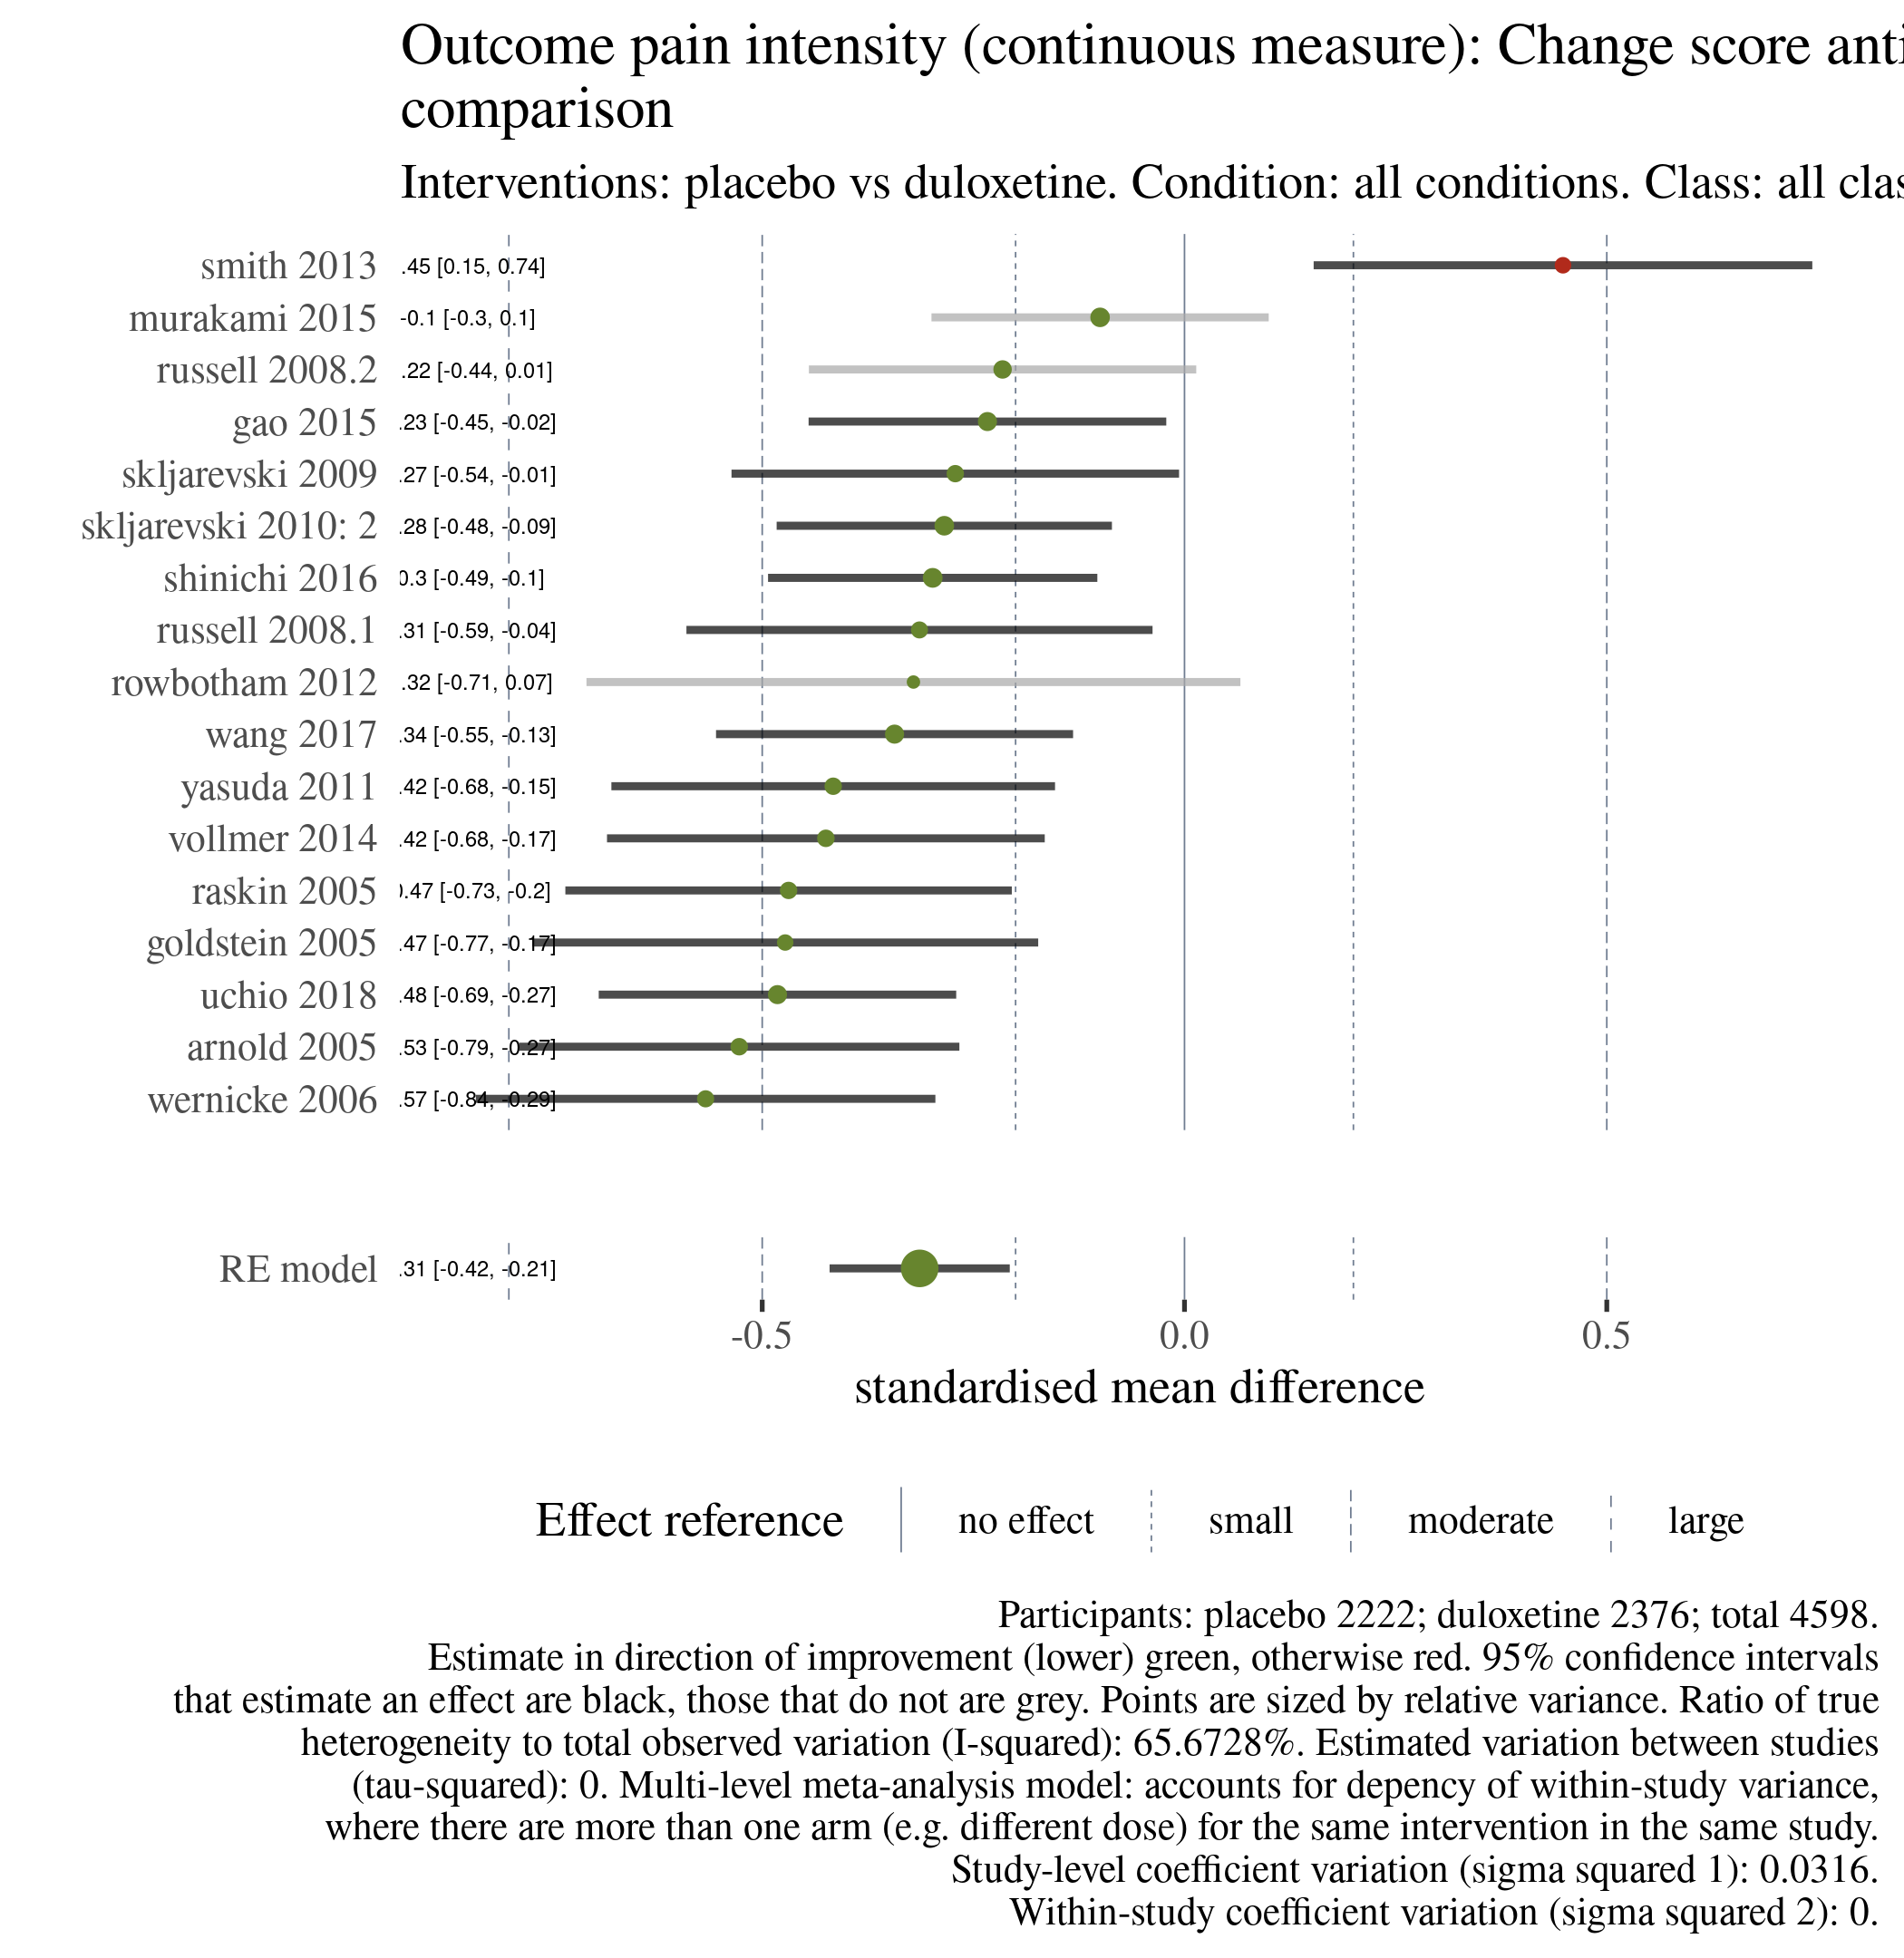 Outcome pain intensity (continuous measure): Change score anti
comparison
Interventions: placebo vs duloxetine. Condition: all conditions. Class: all clas
smith 2013 .45 [0.15, 0.74]
murakami 2015 -0.1 [-0.3, 0.1]
russell 2008.2 .22 [-0.44, 0.01]
gao 2015 .23 [-0.45, -0.02]
skljarevski 2009 .27 [-0.54, -0.01]
skljarevski 2010: 2 .28 [-0.48, -0.09]
shinichi 2016 0.3 [-0.49, -0.1]
russell 2008.1 .31 [-0.59, -0.04]
rowbotham 2012 .32 [-0.71, 0.07]
wang 2017 .34 [-0.55, -0.13]
yasuda 2011 .42 [-0.68, -0.15]
vollmer 2014 .42 [-0.68, -0.17]
raskin 2005 0.47 [-0.73, -0.2]
goldstein 2005 .47 [-0.77, -0.17]
uchio 2018 .48 [-0.69, -0.27]
arnold 2005 .53 [-0.79, -0.27]
wernicke 2006 .57 [-0.84, -0.29]
RE model .31 [-0.42, -0.21]
-0.5 0.0 0.5
standardised mean difference
Effect reference no effect small moderate large
Participants: placebo 2222; duloxetine 2376; total 4598.
Estimate in direction of improvement (lower) green, otherwise red. 95% confidence intervals
that estimate an effect are black, those that do not are grey. Points are sized by relative variance. Ratio of true
heterogeneity to total observed variation (I-squared): 65.6728%. Estimated variation between studies
(tau-squared): 0. Multi-level meta-analysis model: accounts for depency of within-study variance,
where there are more than one arm (e.g. different dose) for the same intervention in the same study.
Study-level coefficient variation (sigma squared 1): 0.0316.
Within-study coefficient variation (sigma squared 2): 0.